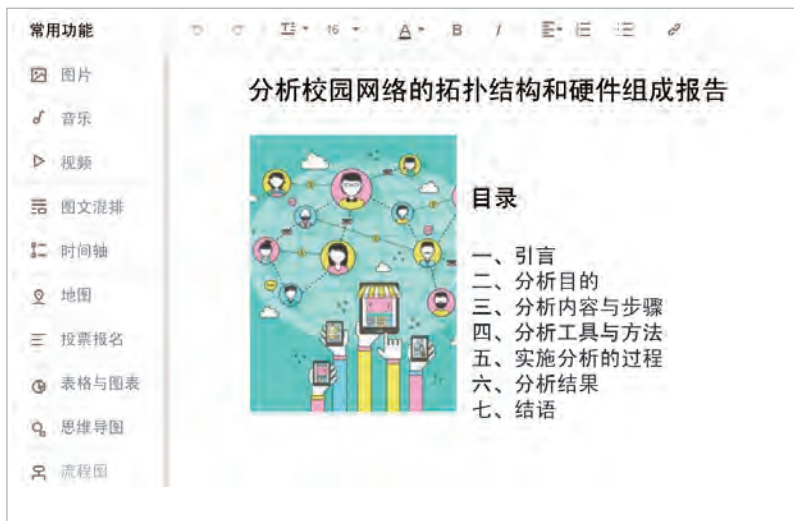 常用功能
16
A
B
I
图片
音乐
视频
图文混排
时间轴
地图
投票报名
表格与图表
思维导图
流程图
分析校园网络的拓扑结构和硬件组成报告
目录
一、引言
二、分析目的
三、分析内容与步骤
四、分析工具与方法
五、实施分析的过程
六、分析结果
七、结语